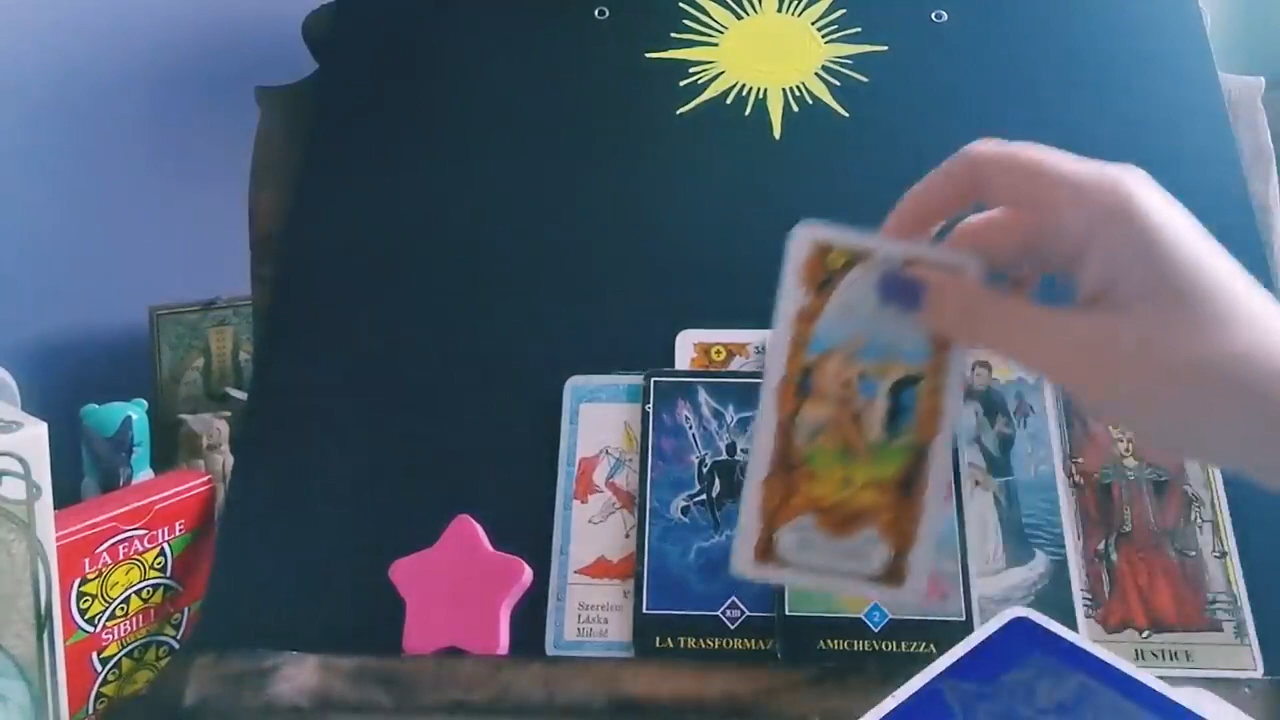 LA FACILE
SIBILL
Szerelem
Láska
Miłość
XIII
LA TRASFORMAZ
2
AMICHEVOLEZZA
JUSTICE